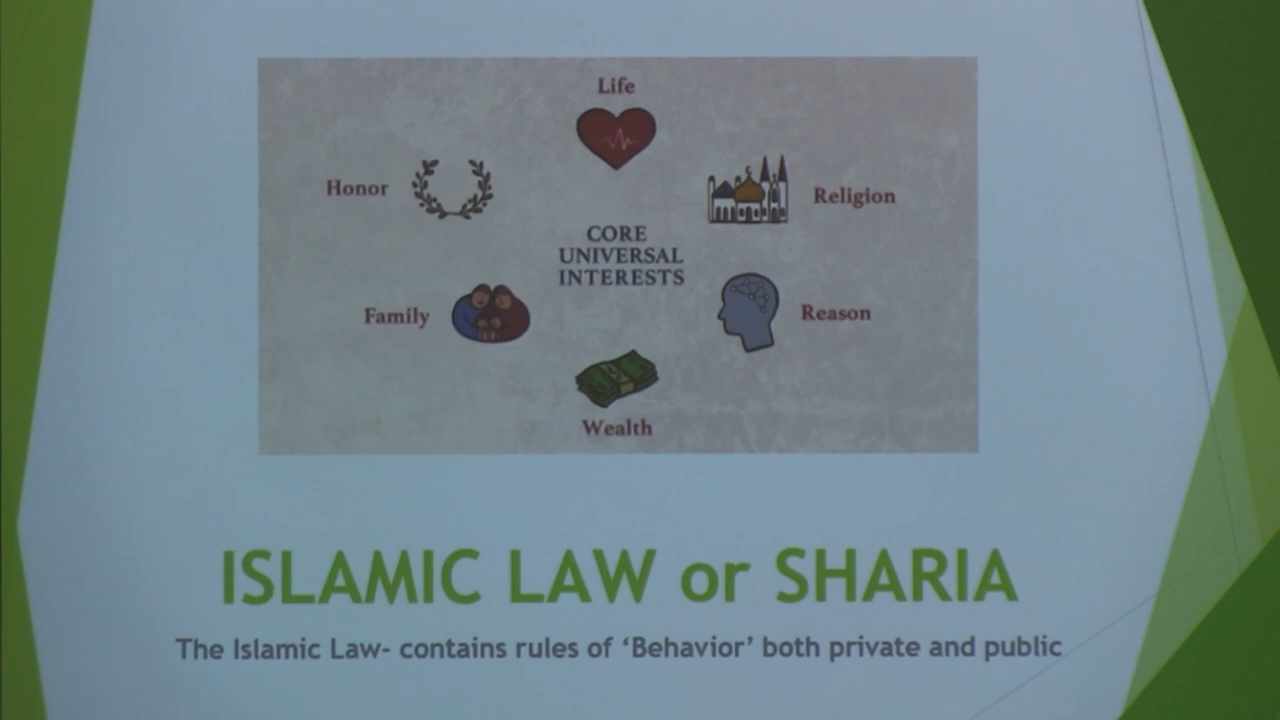 Life
Honor
Religion
CORE
UNIVERSAL
INTERESTS
Family
Reason
Wealth
ISLAMIC LAW or SHARIA
The Islamic Law- contains rules of ‘Behavior’ both private and public